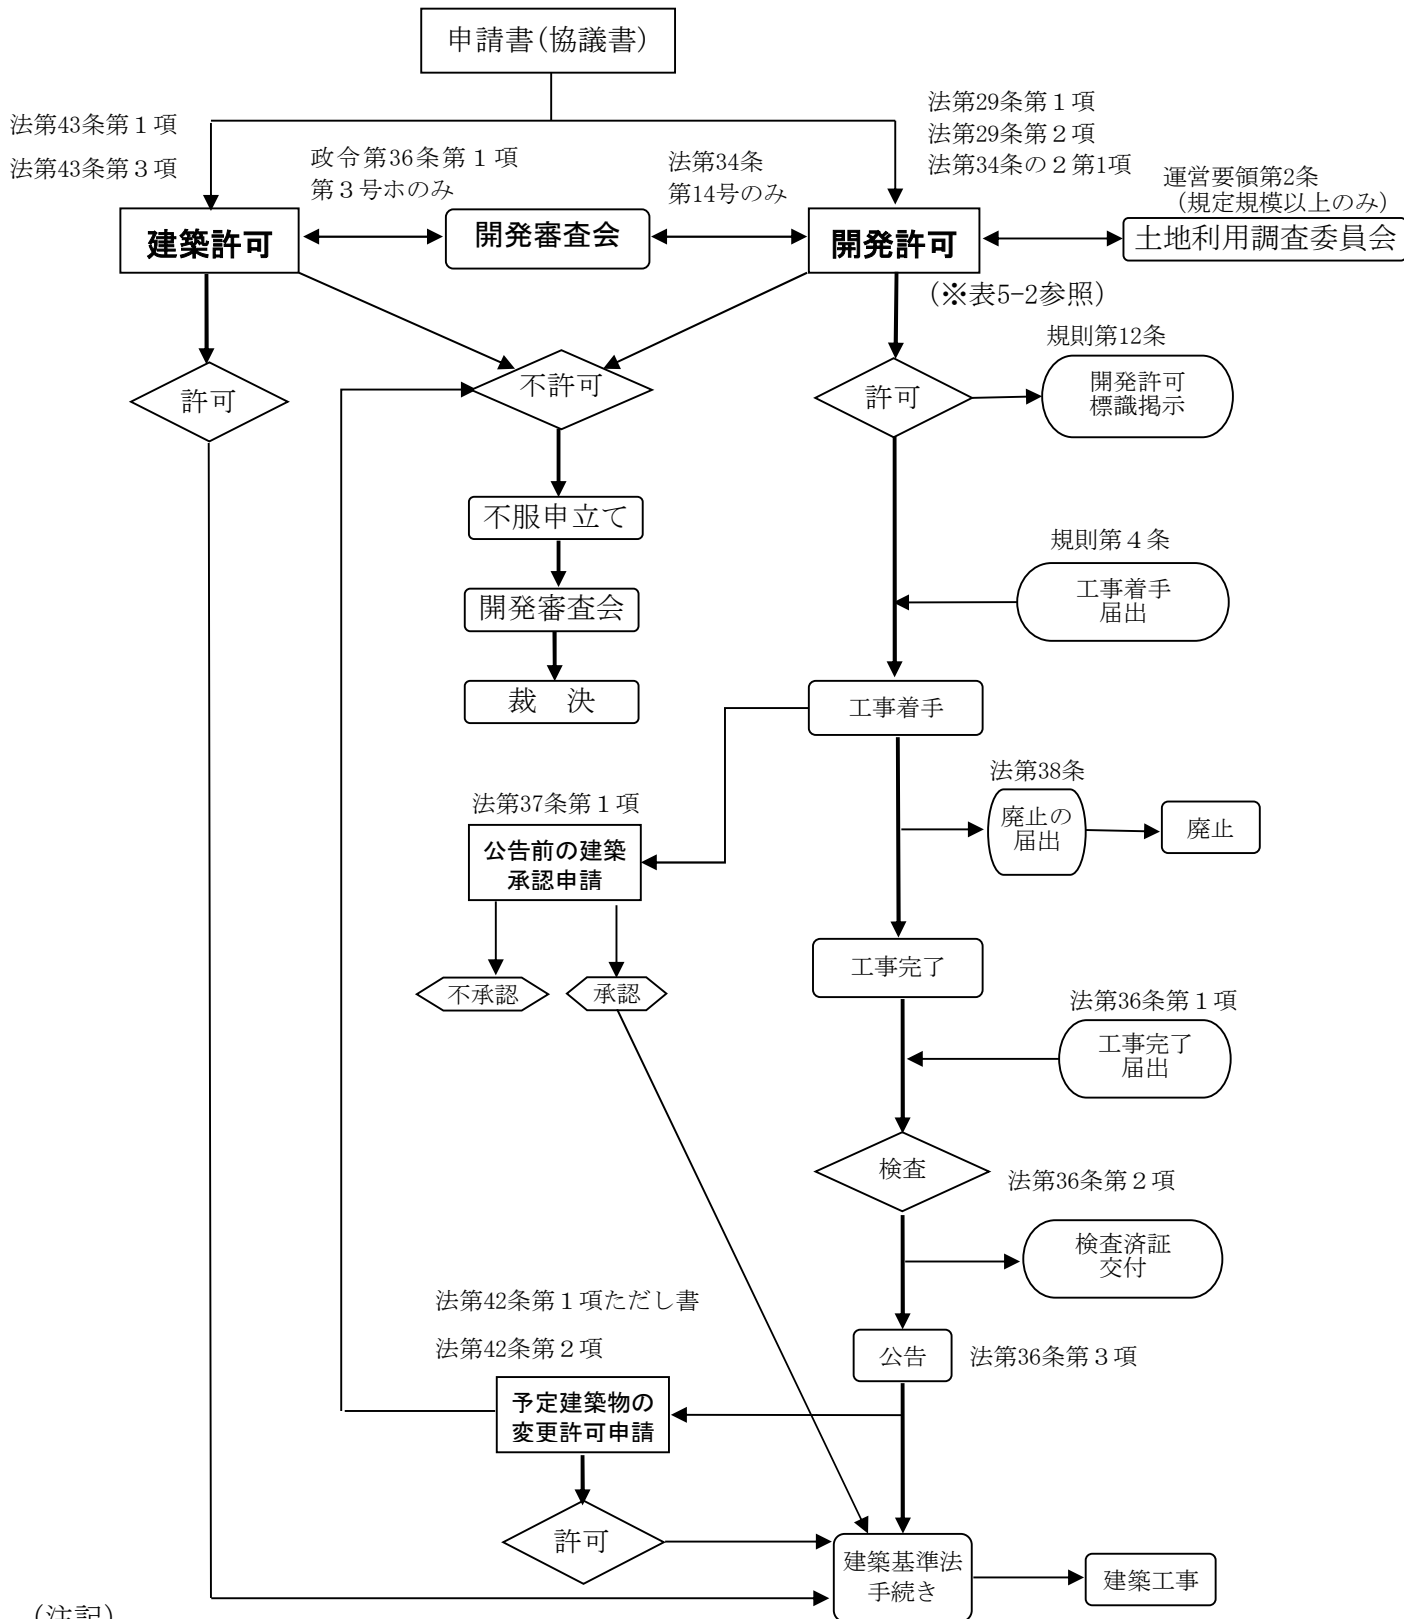 申請書(協議書)
法第43条第１項
法第43条第３項
政令第36条第１項
第３号ホのみ
法第34条
第14号のみ
法第29条第１項
法第29条第２項
法第34条の２第1項
運営要領第2条
(規定規模以上のみ)
建築許可
開発審査会
開発許可
土地利用調査委員会
(※表5-2参照)
規則第12条
許可
不許可
許可
開発許可
標識掲示
不服申立て
規則第４条
開発審査会
工事着手
届出
裁　決
工事着手
法第38条
廃止の
届出
廃止
法第37条第１項
公告前の建築
承認申請
工事完了
不承認
承認
法第36条第１項
工事完了
届出
検査
法第36条第２項
検査済証
交付
法第42条第１項ただし書
法第42条第２項
公告
法第36条第３項
予定建築物の
変更許可申請
許可
建築基準法
手続き
建築工事
(注記)